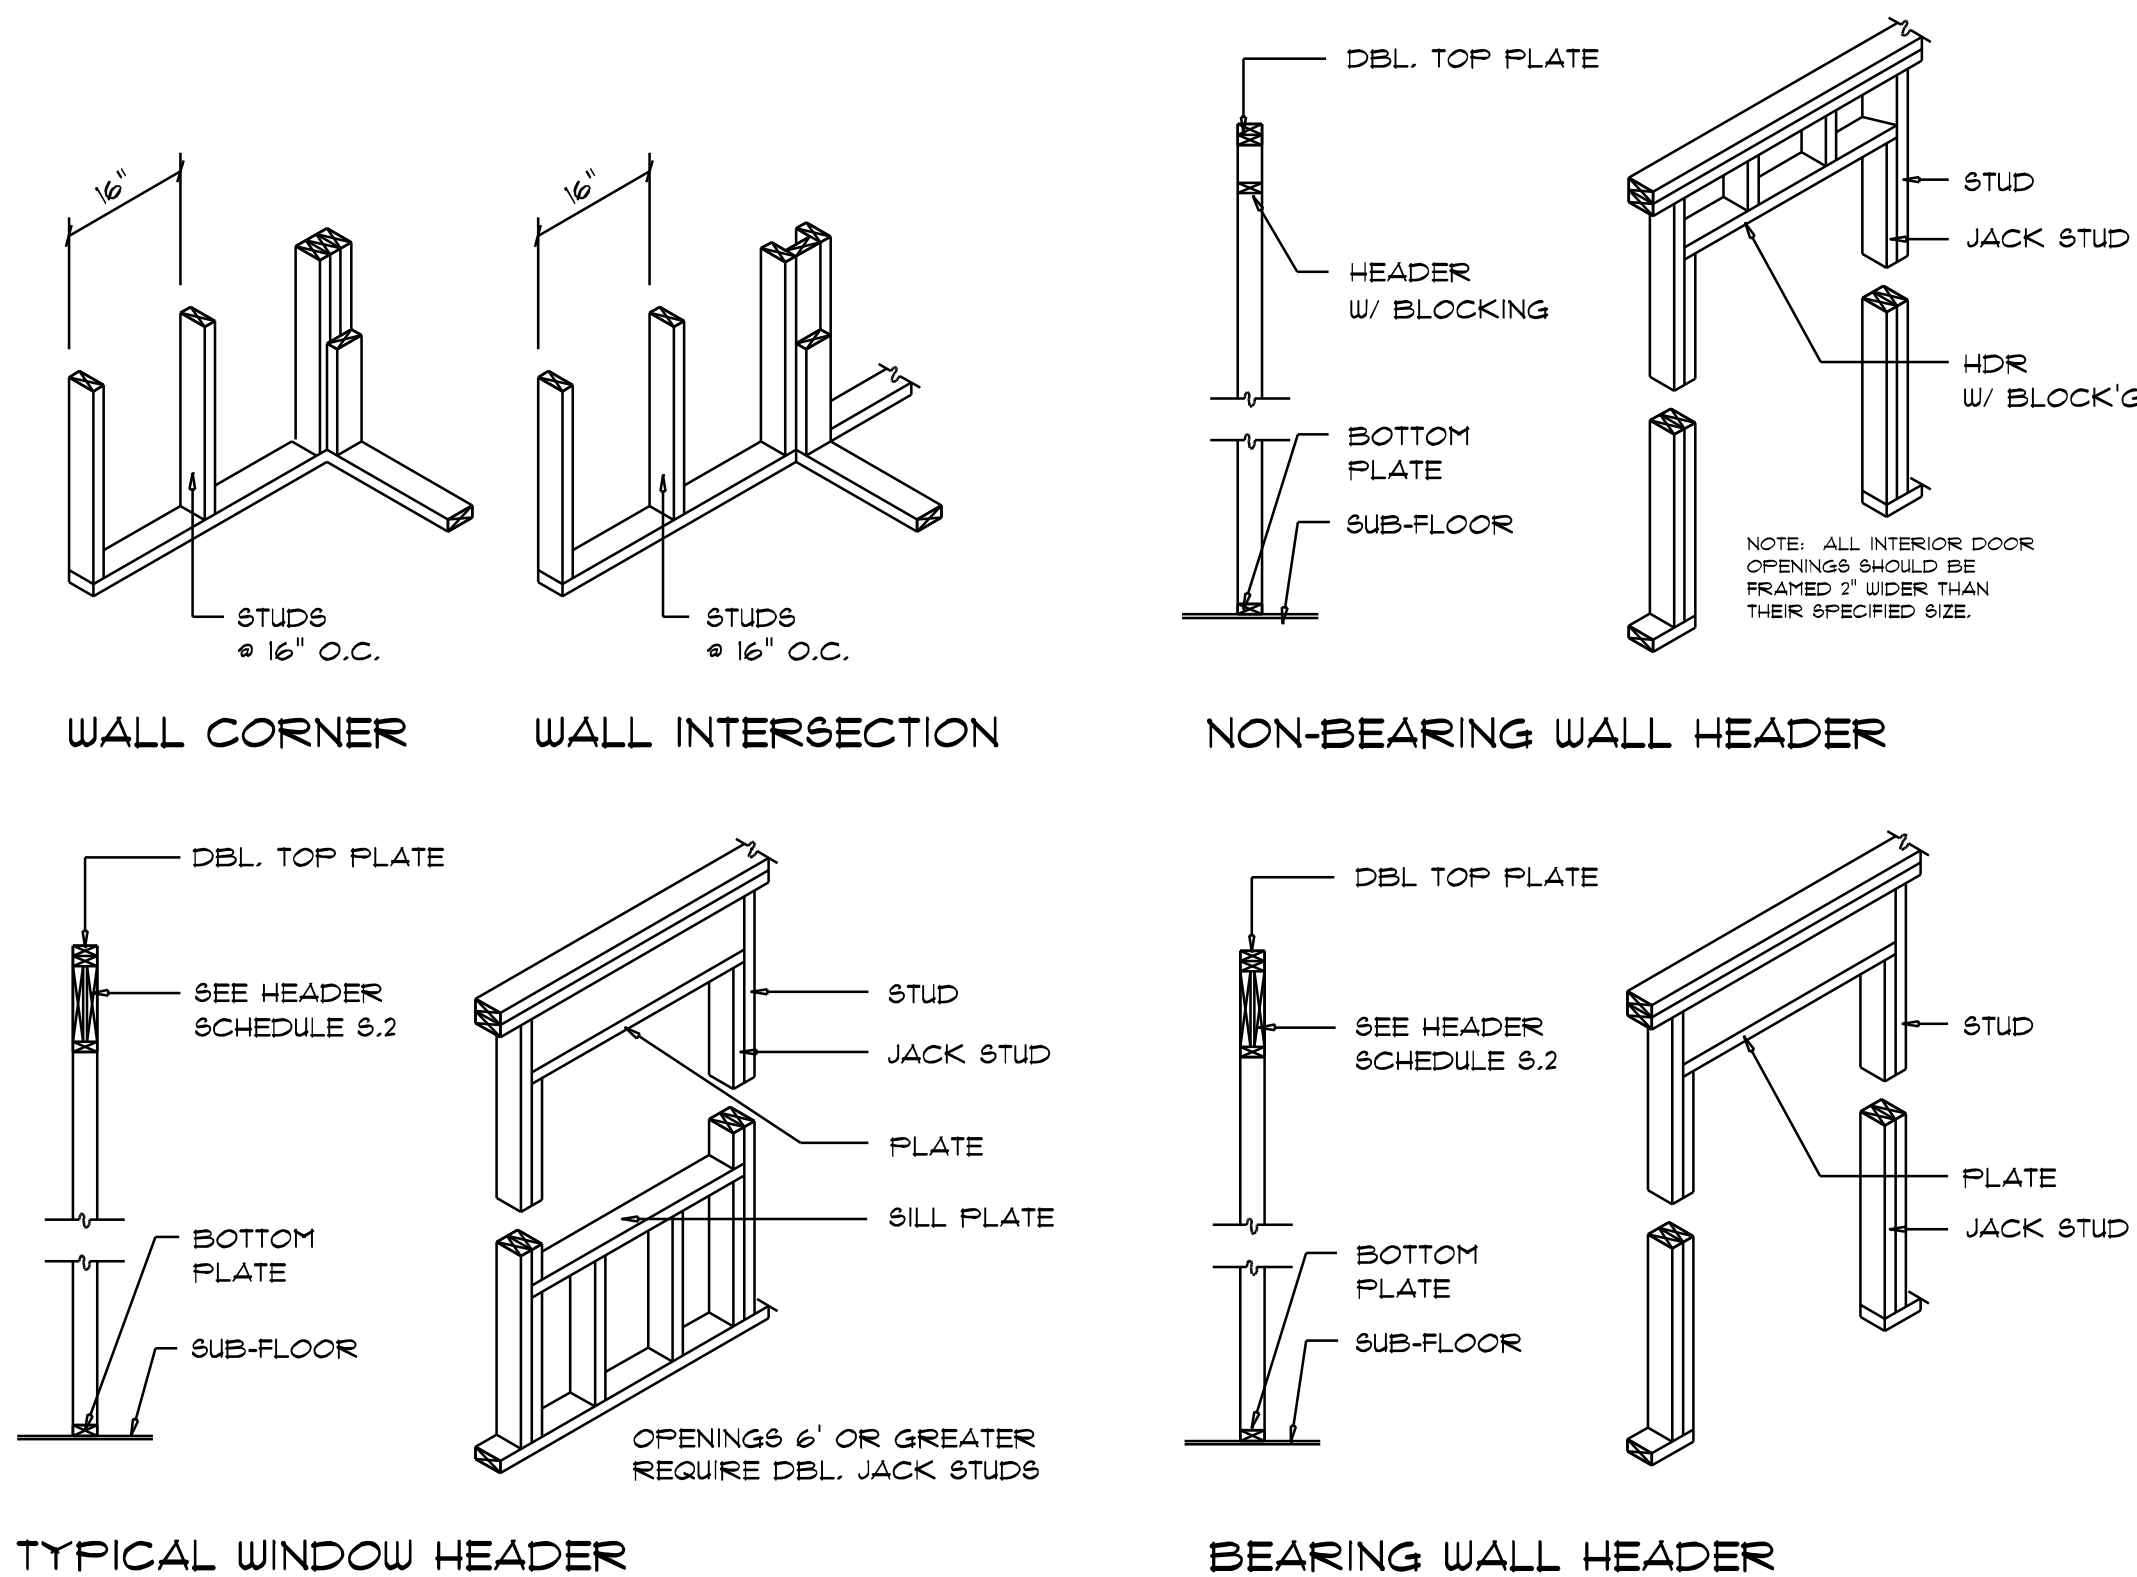 16"
STUDS
@ 16" O.C.
WALL CORNER
16"
STUDS
@ 16" O.C.
WALL INTERSECTION
DBL. TOP PLATE
HEADER
W/ BLOCKING
BOTTOM
PLATE
SUB-FLOOR
STUD
JACK STUD
HDR
W/ BLOCK'G
NOTE: ALL INTERIOR DOOR
OPENINGS SHOULD BE
FRAMED 2" WIDER THAN
THEIR SPECIFIED SIZE.
NON-BEARING WALL HEADER
DBL. TOP PLATE
SEE HEADER
SCHEDULE S.2
BOTTOM
PLATE
SUB-FLOOR
STUD
JACK STUD
PLATE
SILL PLATE
OPENINGS 6' OR GREATER
REQUIRE DBL. JACK STUDS
TYPICAL WINDOW HEADER
DBL TOP PLATE
SEE HEADER
SCHEDULE S.2
BOTTOM
PLATE
SUB-FLOOR
STUD
PLATE
JACK STUD
BEARING WALL HEADER